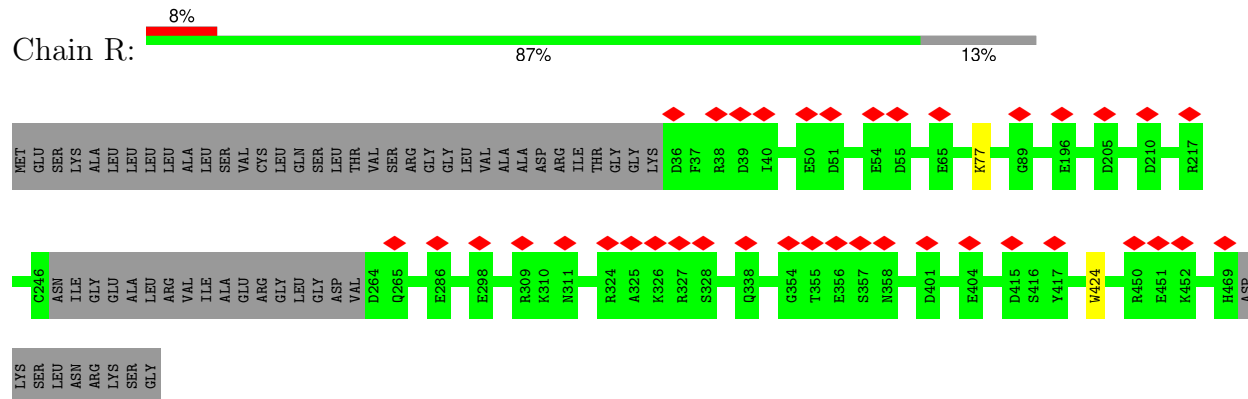 8%
Chain R:
87% 13%
MET GLU SER LYS ALA LEU LEU LEU LEU ALA LEU SER VAL CYS LEU GLN SER LEU THR VAL SER ARG GLY GLY LEU VAL ALA ALA ASP ARG ILE THR GLY GLY LYS D36 F37 R38 D39 I40 E50 D51 E54 D55 E65 K77 G89 E196 D205 D210 R217
C246 ASN ILE GLY GLU ALA LEU ARG VAL ILE ALA GLU ARG GLY LEU GLY ASP VAL D264 Q265 E286 E298 R309 K310 N311 R324 A325 K326 R327 S328 Q338 G354 T355 E356 S357 N358 D401 E404 D415 S416 Y417 W424 R450 E451 K452 H469 ASP
LYS SER LEU ASN ARG LYS SER GLY